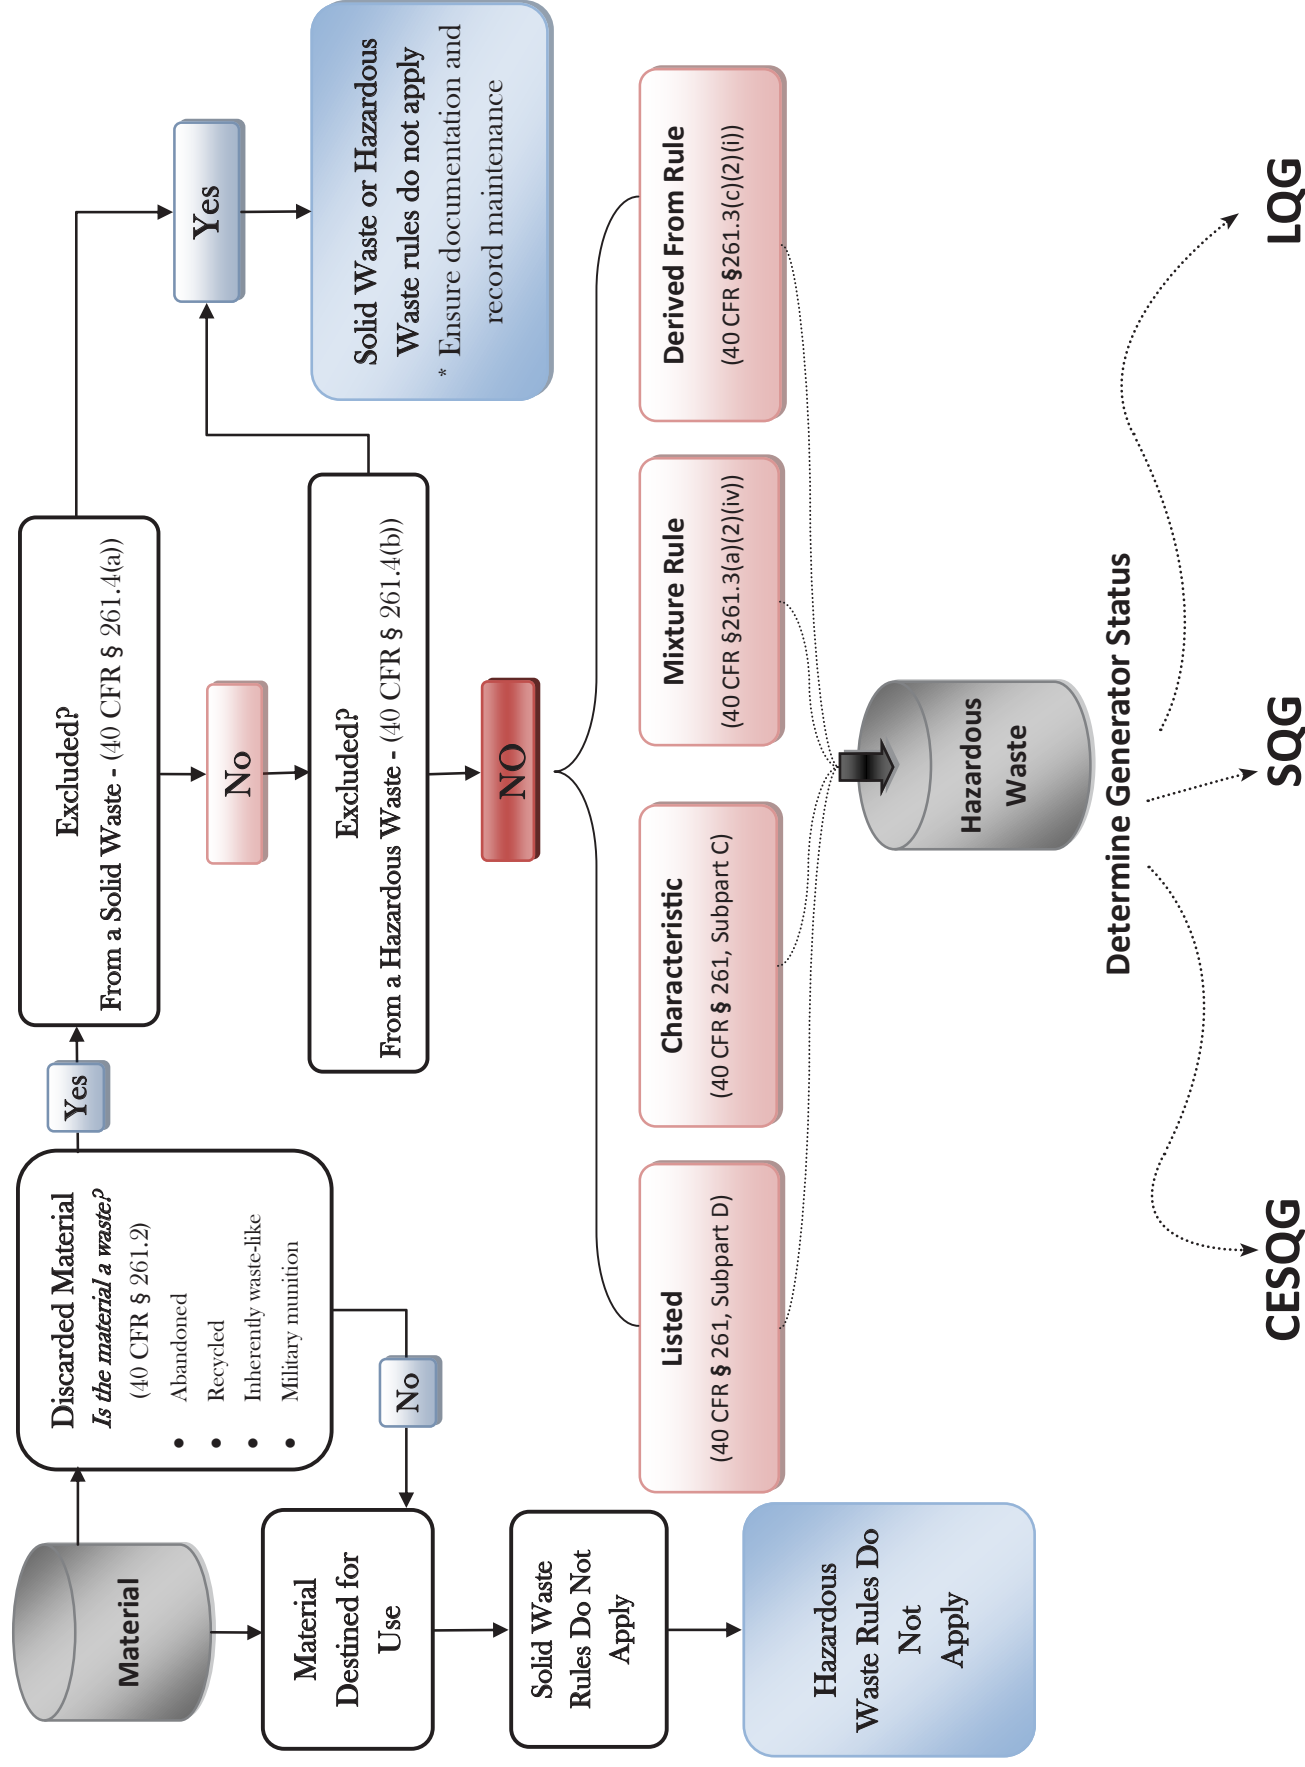 Material
Discarded Material
Is the material a waste?
(40 CFR § 261.2)
• Abandoned
• Recycled
• Inherently waste-like
• Military munition
Yes
Excluded?
From a Solid Waste - (40 CFR § 261.4(a))
Yes
No
Excluded?
From a Hazardous Waste - (40 CFR § 261.4(b))
Solid Waste or Hazardous
Waste rules do not apply
* Ensure documentation and
record maintenance
No
Material
Destined for
Use
NO
Solid Waste
Rules Do Not
Apply
Listed
(40 CFR § 261, Subpart D)
Characteristic
(40 CFR § 261, Subpart C)
Mixture Rule
(40 CFR §261.3(a)(2)(iv))
Derived From Rule
(40 CFR §261.3(c)(2)(i))
Hazardous
Waste Rules Do
Not
Apply
Hazardous
Waste
Determine Generator Status
CESQG
SQG
LQG